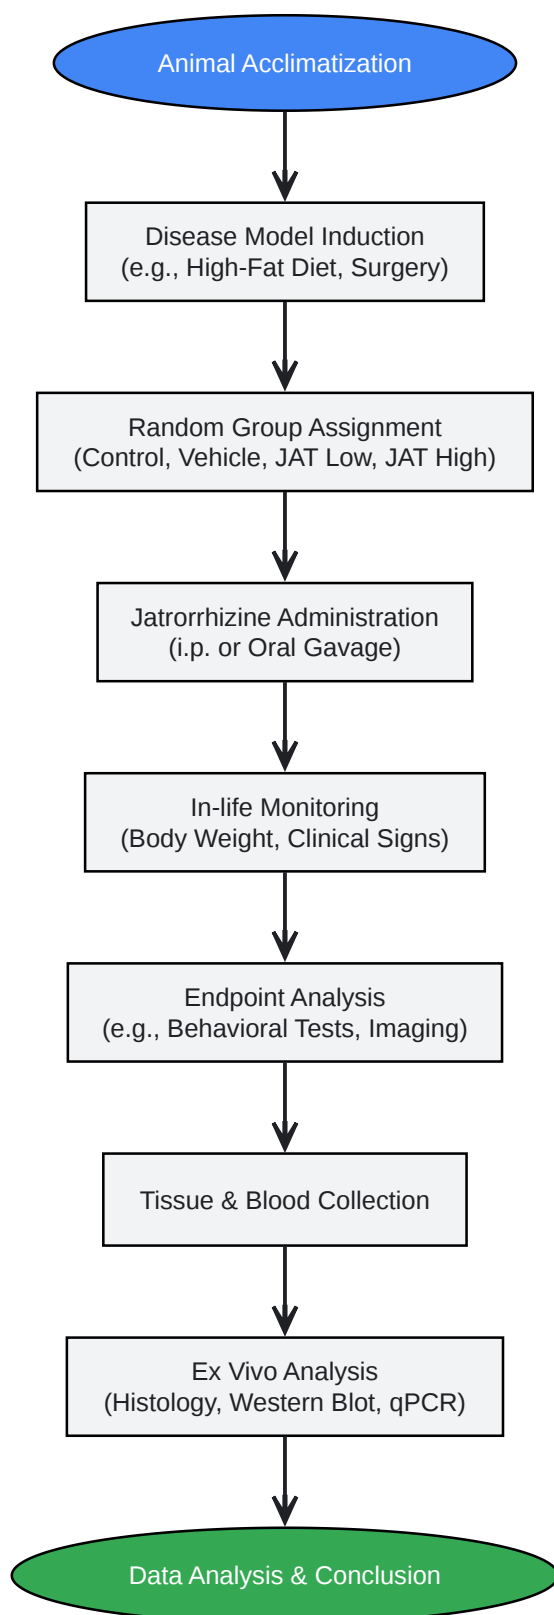 Animal Acclimatization
Disease Model Induction
(e.g., High-Fat Diet, Surgery)
Random Group Assignment
(Control, Vehicle, JAT Low, JAT High)
Jatrorrhizine Administration
(i.p. or Oral Gavage)
In-life Monitoring
(Body Weight, Clinical Signs)
Endpoint Analysis
(e.g., Behavioral Tests, Imaging)
Tissue & Blood Collection
Ex Vivo Analysis
(Histology, Western Blot, qPCR)
Data Analysis & Conclusion